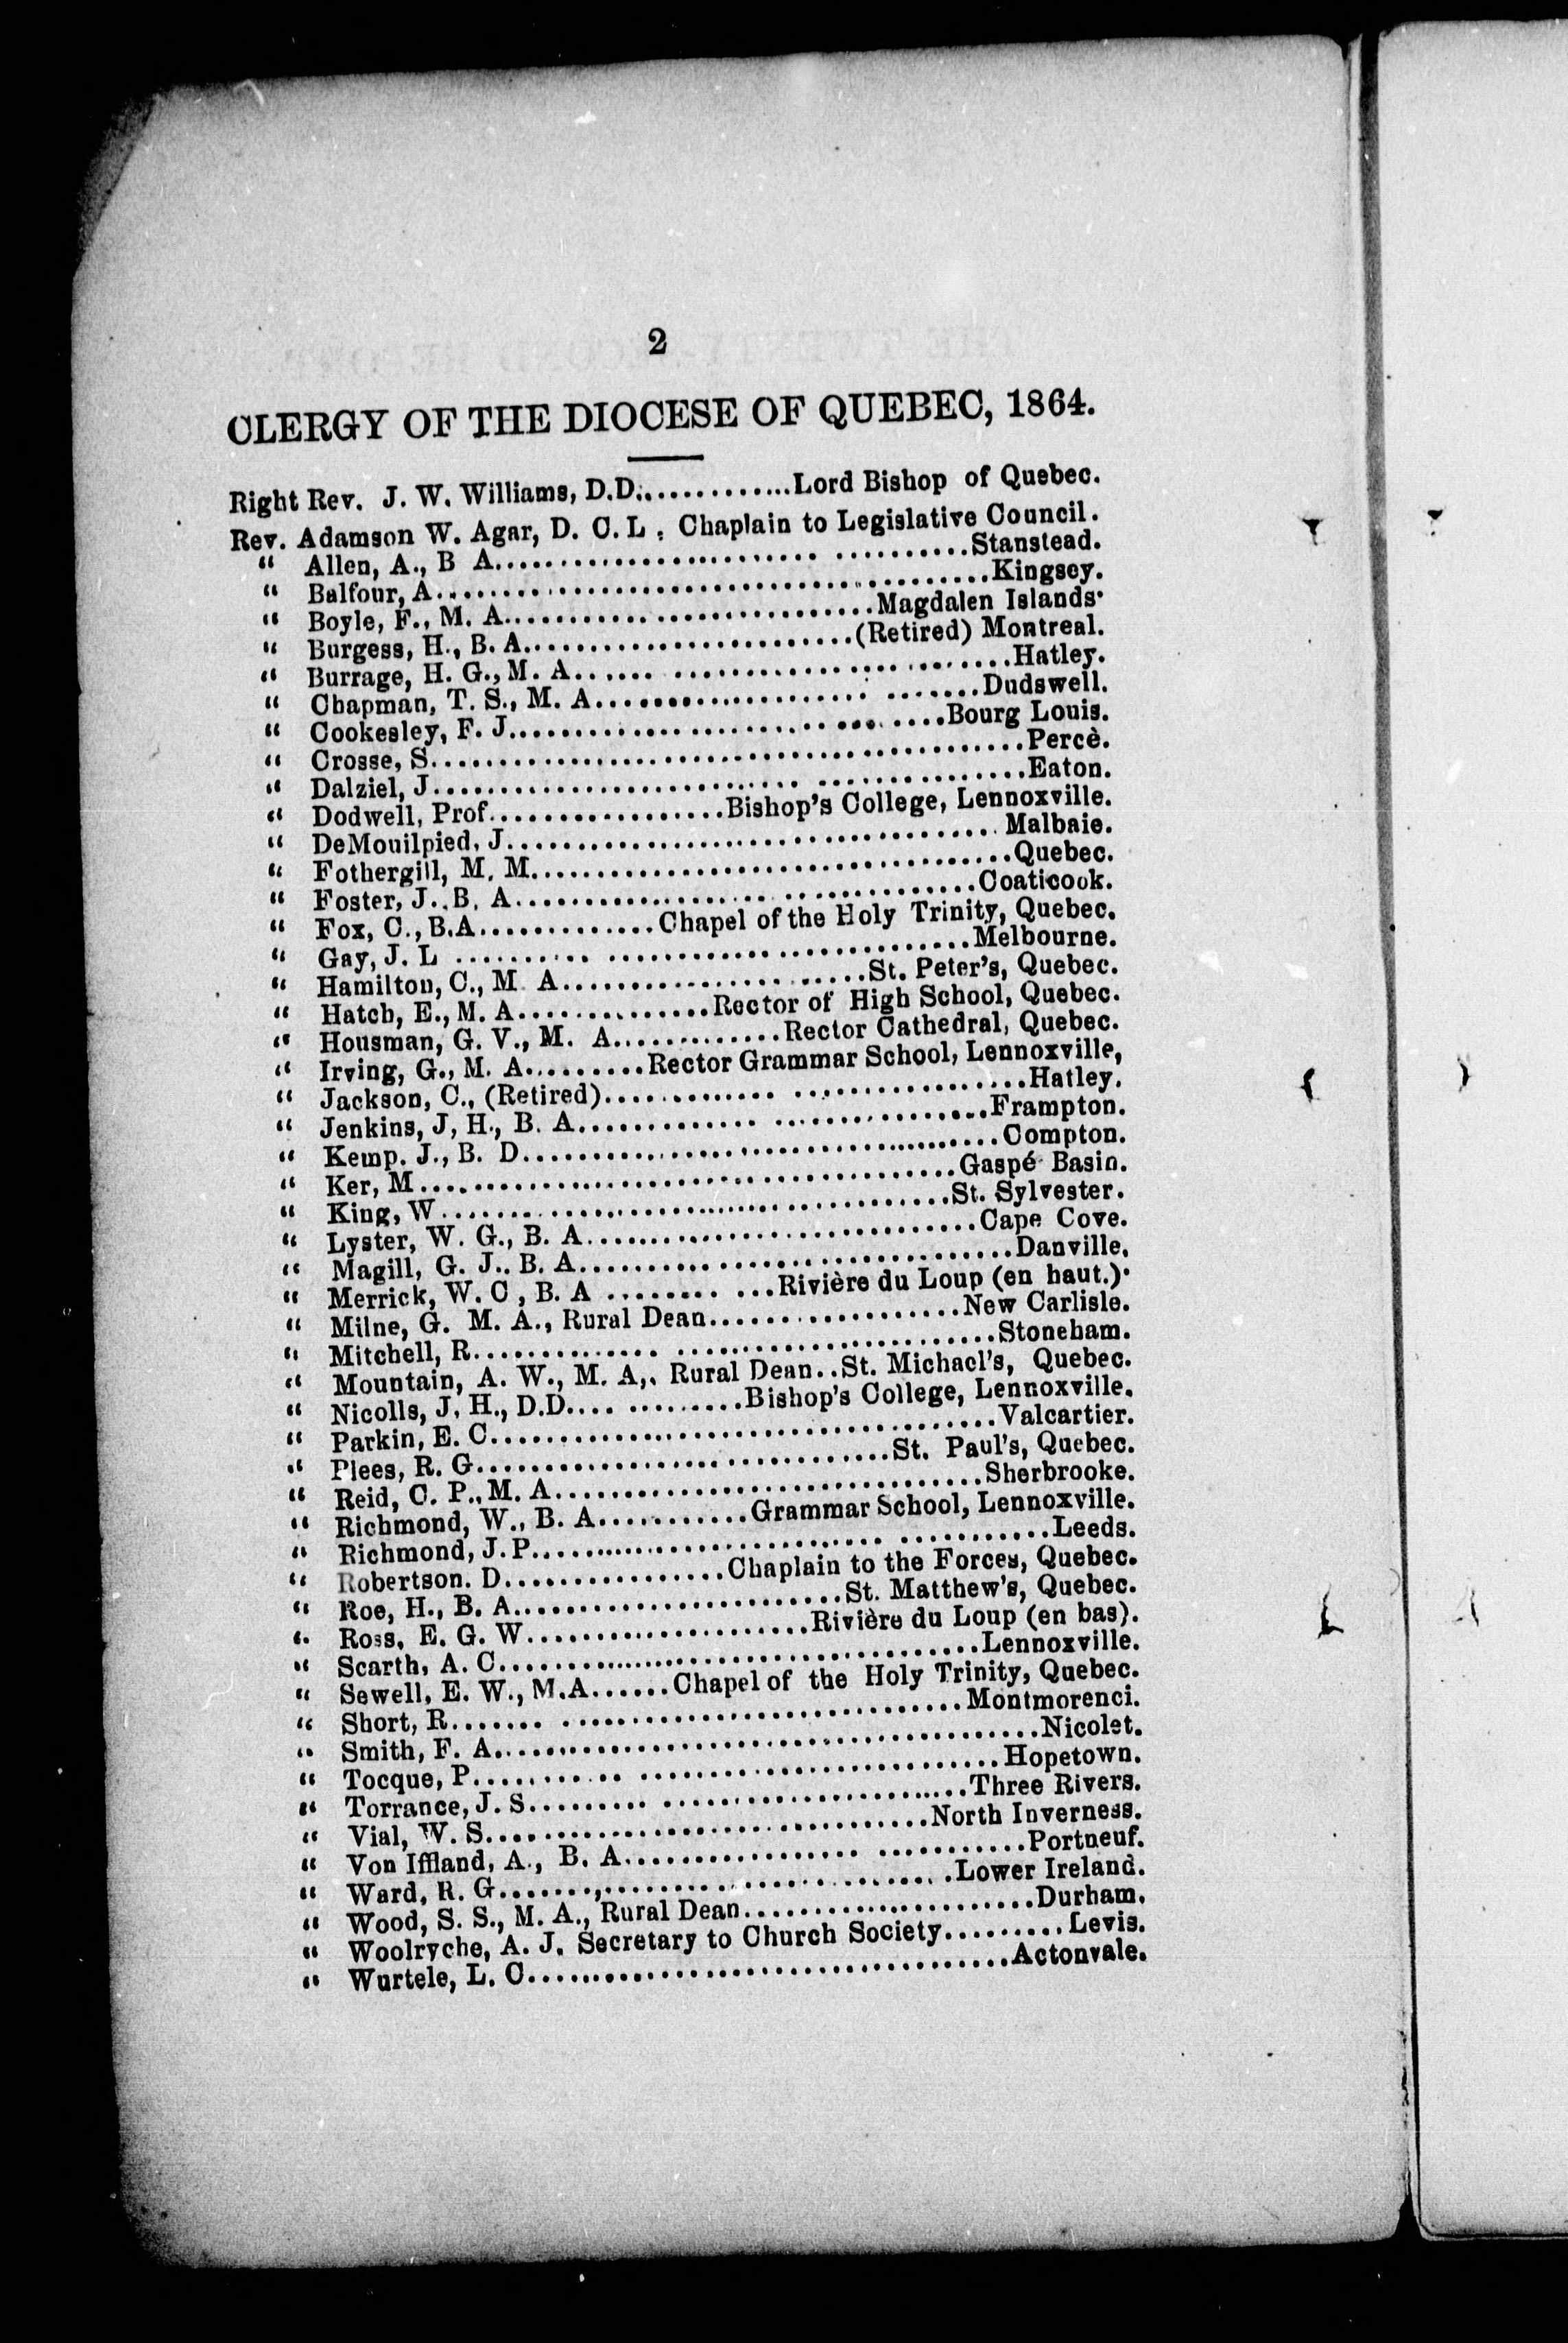 2
CLERGY OF THE DIOCESE OF QUEBEC, 1864.
Right Rev. J. W. Williams, D.D.............Lord Bishop of Quebec.
Rev. Adamson W. Agar, D. C. L , Chaplain to Legislative Council.
“ Allen, A., B A..............................Stanstead.
“ Balfour, A..............................Kingsey.
“ Boyle, F., M. A..............................Magdalen Islands.
“ Burgess, H., B. A..............................(Retired) Montreal.
“ Burrage, H. G., M. A..............................Hatley.
“ Chapman, T. S., M. A..............................Dudswell.
“ Cookesley, F. J..............................Bourg Louis.
“ Crosse, S..............................Percè.
“ Dalziel, J..............................Eaton.
“ Dodwell, Prof..................Bishop's College, Lennoxville.
“ DeMouilpied, J..............................Malbaie.
“ Fothergill, M. M..............................Quebec.
“ Foster, J., B. A..............................Coaticook.
“ Fox, C., B.A.............Chapel of the Holy Trinity, Quebec.
“ Gay, J. L ..............................Melbourne.
“ Hamilton, C., M. A......................St. Peter's, Quebec.
“ Hatch, E., M. A...............Rector of High School, Quebec.
“ Housman, G. V., M. A.............Rector Cathedral, Quebec.
“ Irving, G., M. A.........Rector Grammar School, Lennoxville,
“ Jackson, C., (Retired)..............................Hatley.
“ Jenkins, J, H., B. A..............................Frampton.
“ Kemp. J., B. D..............................Compton.
“ Ker, M..............................Gaspé Basin.
“ King, W..............................St. Sylvester.
“ Lyster, W. G., B. A..............................Cape Cove.
“ Magill, G. J.. B. A..............................Danville.
“ Merrick, W. C , B. A ......... ...Rivière du Loup (en haut.)
“ Milne, G. M. A., Rural Dean..................New Carlisle.
“ Mitchell, R..............................Stoneham.
“ Mountain, A. W., M. A,. Rural Dean..St. Michael's, Quebec.
“ Nicolls, J, H., D.D.... .........Bishop's College, Lennoxville.
“ Parkin, E. C..............................Valcartier.
“ Plees, R. G..............................St. Paul's, Quebec.
“ Reid, C. P., M. A..............................Sherbrooke.
“ Richmond, W., B. A...........Grammar School, Lennoxville.
“ Richmond, J. P..............................Leeds.
“ Robertson. D................Chaplain to the Forces, Quebec.
“ Roe, H., B. A........................St. Matthew's, Quebec.
“ Ross, E. G. W.....................Rivière du Loup (en bas).
“ Scarth, A. C..............................Lennoxville.
“ Sewell, E. W., M.A......Chapel of the Holy Trinity, Quebec.
“ Short, R..............................Montmorenci.
“ Smith, F. A..............................Nicolet.
“ Tocque, P..............................Hopetown.
“ Torrance, J. S..............................Three Rivers.
“ Vial, W. S..............................North Inverness.
“ Von Iffland, A., B. A..............................Portneuf.
“ Ward, R. G..............................Lower Ireland.
“ Wood, S. S., M. A., Rural Dean......................Durham.
“ Woolryche, A. J. Secretary to Church Society.........Levis.
“ Wurtele, L. C..............................Actonvale.